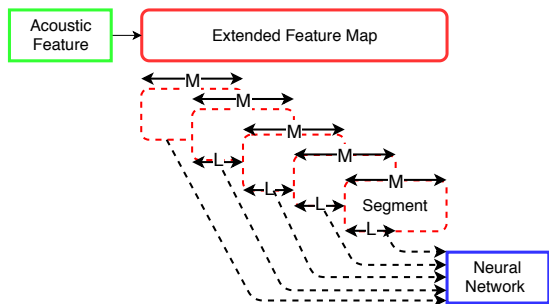 Acoustic
Feature
Extended Feature Map
M
M
M
L
M
L
M
L
Segment
L
Neural
Network